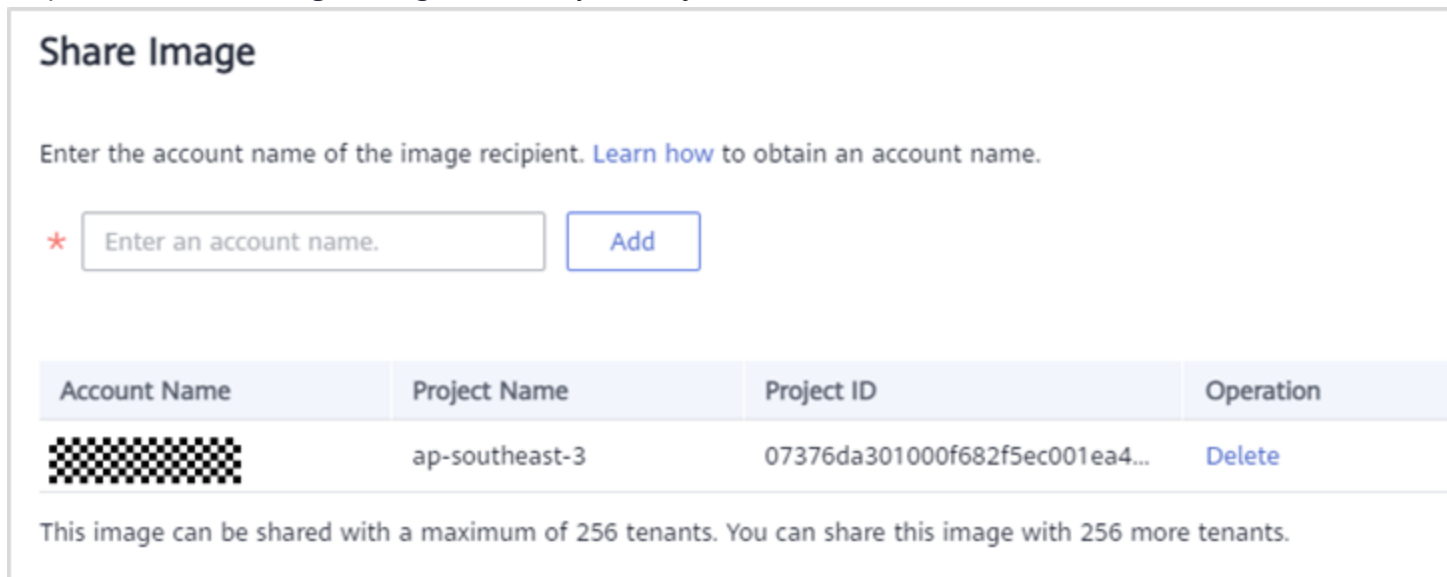 Share Image
Enter the account name of the image recipient. Learn how to obtain an account name.
* Enter an account name. Add
Account Name Project Name Project ID Operation
ap-southeast-3 07376da301000f682f5ec001ea4... Delete
This image can be shared with a maximum of 256 tenants. You can share this image with 256 more tenants.